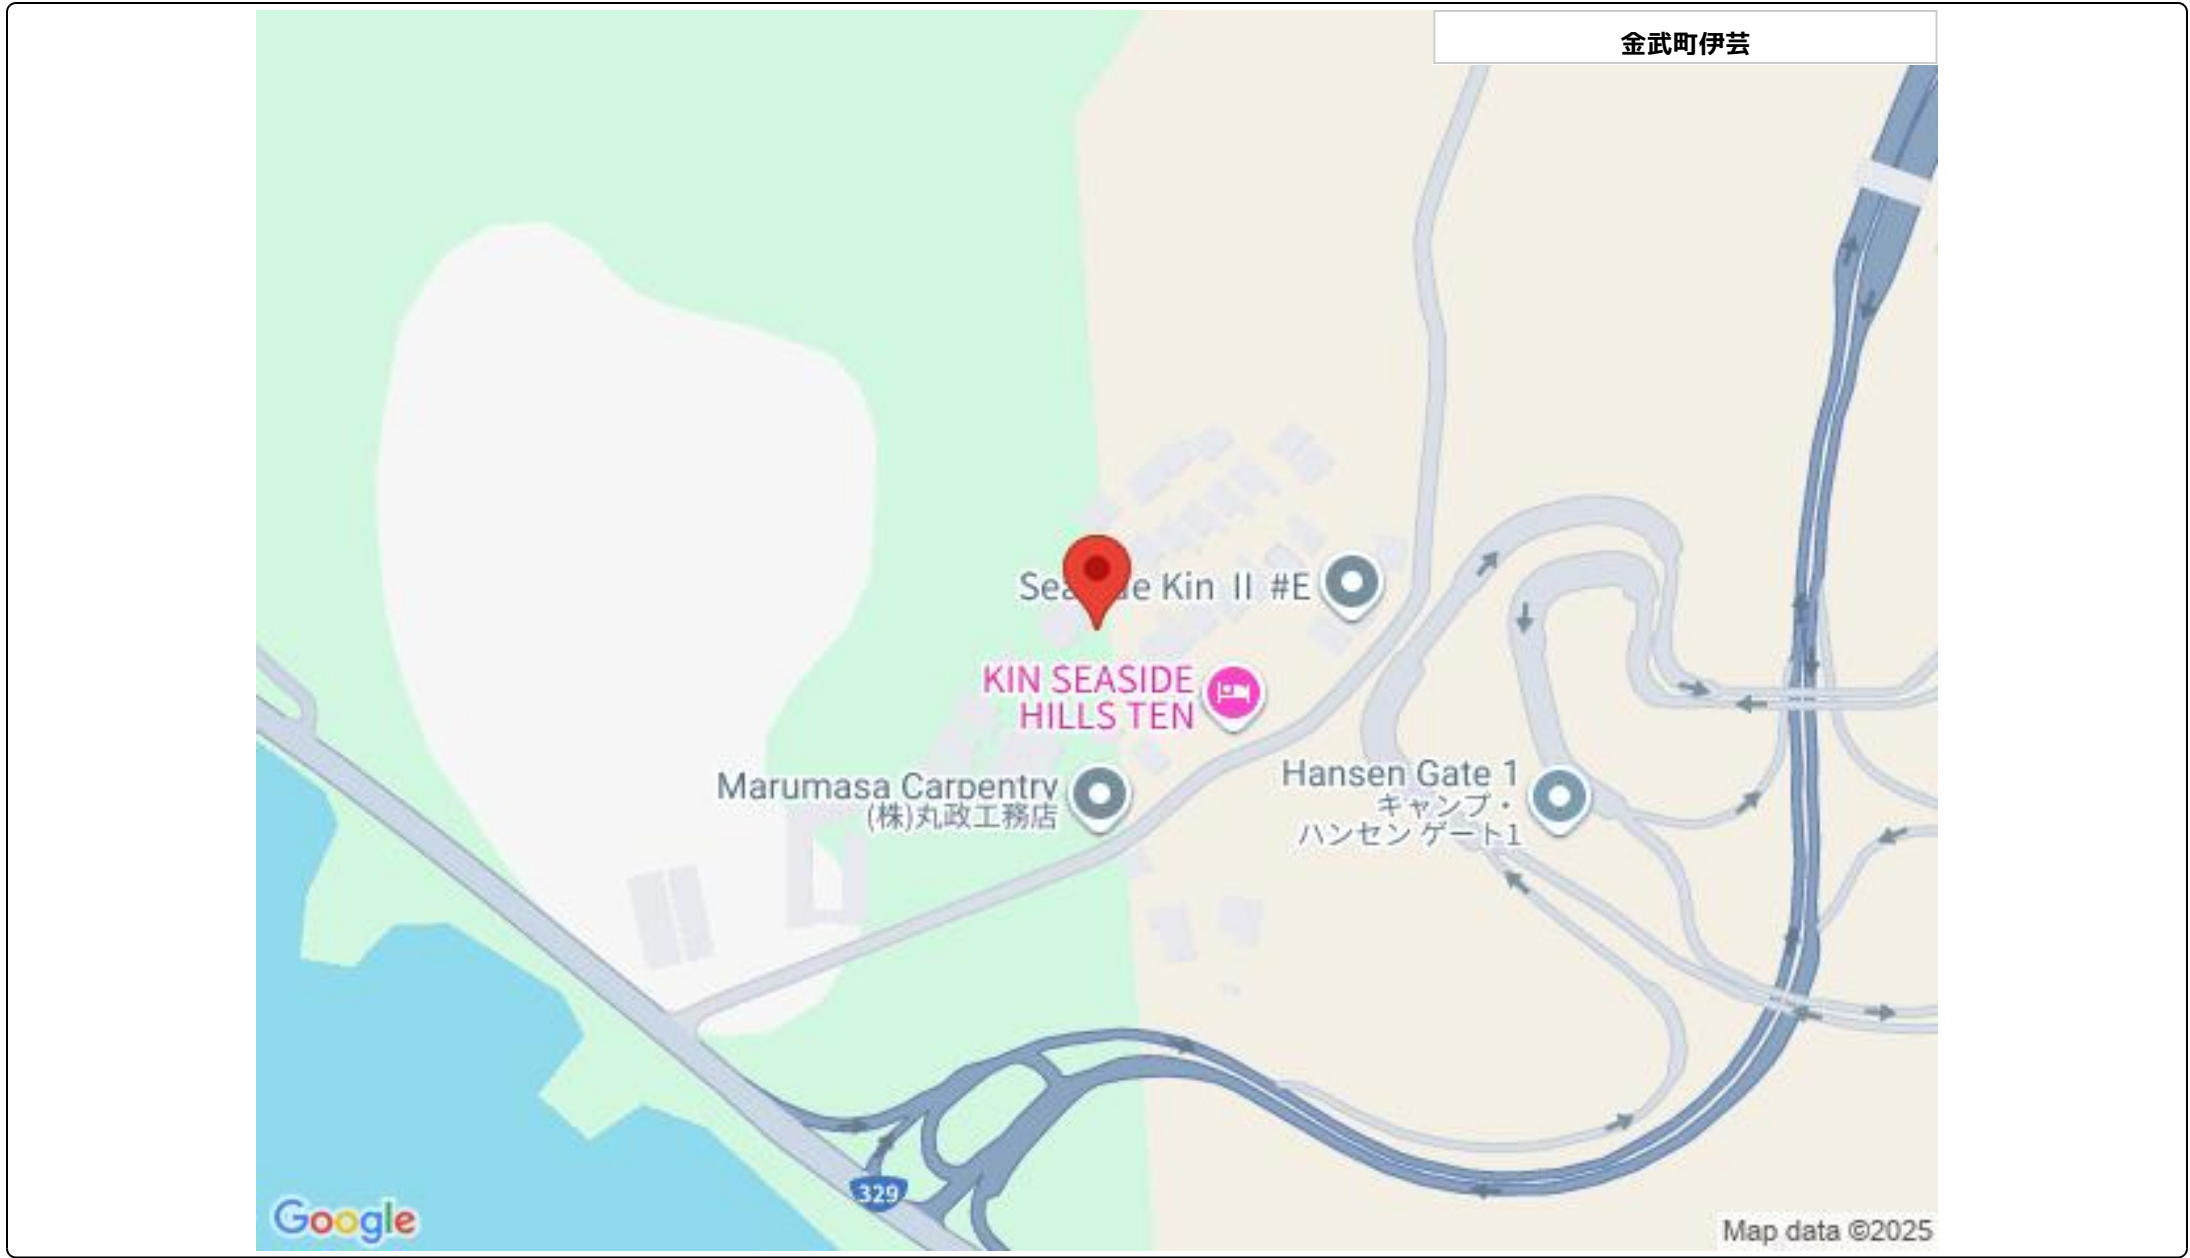 金武町伊芸
Kin II #E
KIN SEASIDE
HILLS TEN
Marumasa Carpentry
(株)丸政工務店
Hansen Gate 1
キャンプ・
ハンセン ゲート1
329
Google
Map data ©2025